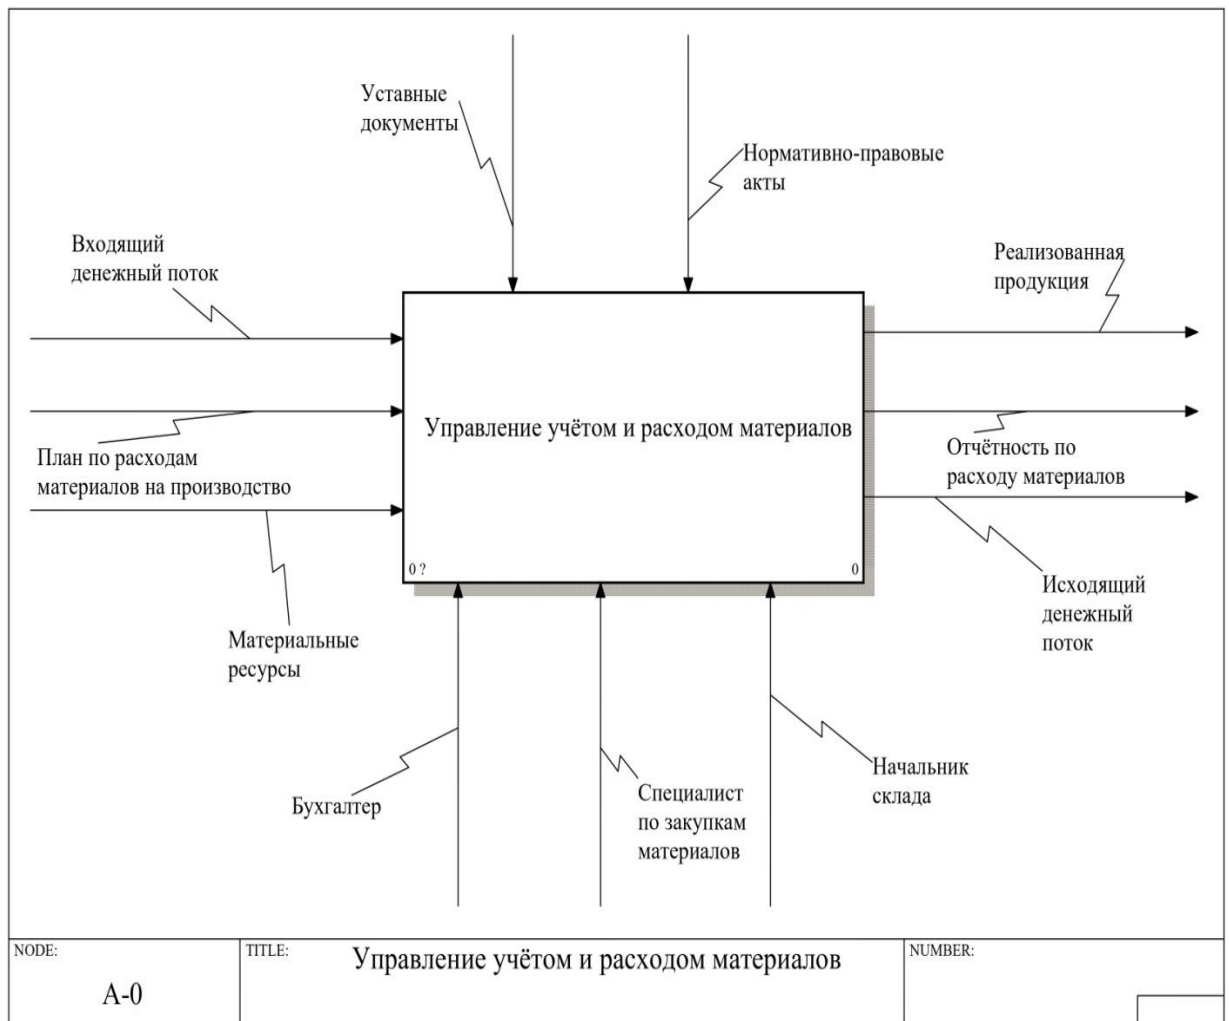 Уставные
документы
Нормативно-правовые
акты
Входящий
денежный поток
Реализованная
продукция
Управление учётом и расходом материалов
План по расходам
материалов на производство
Отчётность по
расходу материалов
0 ?
0
Исходящий
денежный
поток
Материальные
ресурсы
Начальник
склада
Бухгалтер
Специалист
по закупкам
материалов
NODE:
A-0
TITLE:
Управление учётом и расходом материалов
NUMBER: